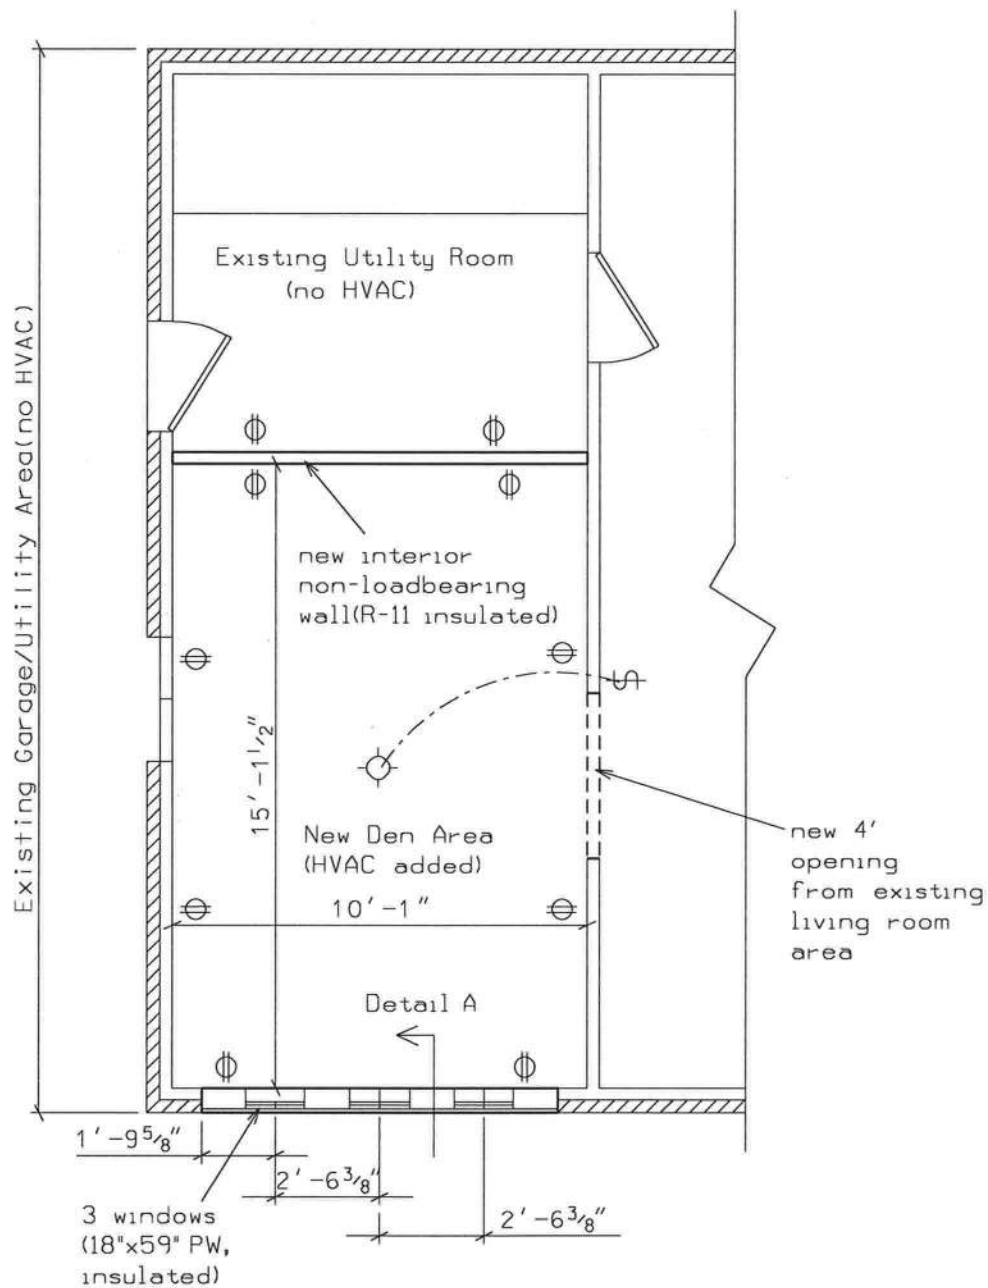 Existing Garage/Utility Area(no HVAC)
Existing Utility Room
(no HVAC)
new interior
non-loadbearing
wall(R-11 insulated)
15'-1 1/2"
New Den Area
(HVAC added)
10'-1"
new 4'
opening
from existing
living room
area
Detail A
1'-9 5/8"
2'-6 3/8"
2'-6 3/8"
3 windows
(18"x59" PW,
insulated)